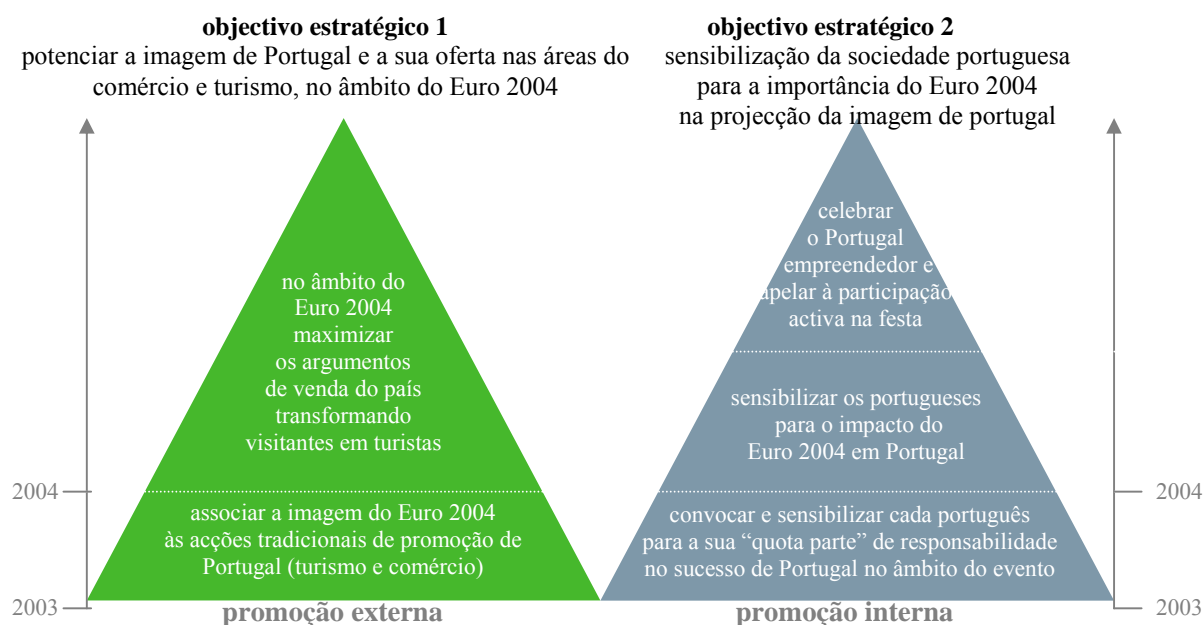 objectivo estratégico 1
potenciar a imagem de Portugal e a sua oferta nas áreas do
comércio e turismo, no âmbito do Euro 2004
objectivo estratégico 2
sensibilização da sociedade portuguesa
para a importância do Euro 2004
na projecção da imagem de portugal
no âmbito do
Euro 2004
maximizar
os argumentos
de venda do país
transformando
visitantes em turistas
associar a imagem do Euro 2004
às acções tradicionais de promoção de
Portugal (turismo e comércio)
celebrar
o Portugal
empreendedor e
apelar à participação
activa na festa
sensibilizar os portugueses
para o impacto do
Euro 2004 em Portugal
convocar e sensibilizar cada português
para a sua “quota parte” de responsabilidade
no sucesso de Portugal no âmbito do evento
2004
2003
2004
2003
promoção externa
promoção interna